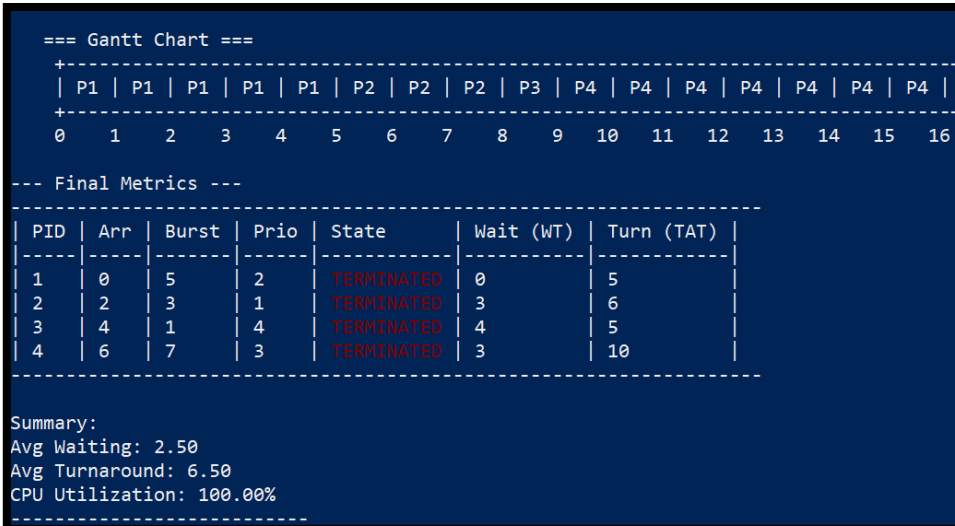 === Gantt Chart ===
+--------------------------------------------------------------------------------
| P1 | P1 | P1 | P1 | P1 | P2 | P2 | P2 | P3 | P4 | P4 | P4 | P4 | P4 | P4 | P4 |
+--------------------------------------------------------------------------------
0 1 2 3 4 5 6 7 8 9 10 11 12 13 14 15 16
--- Final Metrics ---
--------------------------------------------------------------------
| PID | Arr | Burst | Prio | State | Wait (WT) | Turn (TAT) |
|-----|-----|-------|------|------------|-----------|------------|
| 1 | 0 | 5 | 2 | TERMINATED | 0 | 5 |
| 2 | 2 | 3 | 1 | TERMINATED | 3 | 6 |
| 3 | 4 | 1 | 4 | TERMINATED | 4 | 5 |
| 4 | 6 | 7 | 3 | TERMINATED | 3 | 10 |
--------------------------------------------------------------------
Summary:
Avg Waiting: 2.50
Avg Turnaround: 6.50
CPU Utilization: 100.00%
---------------------------